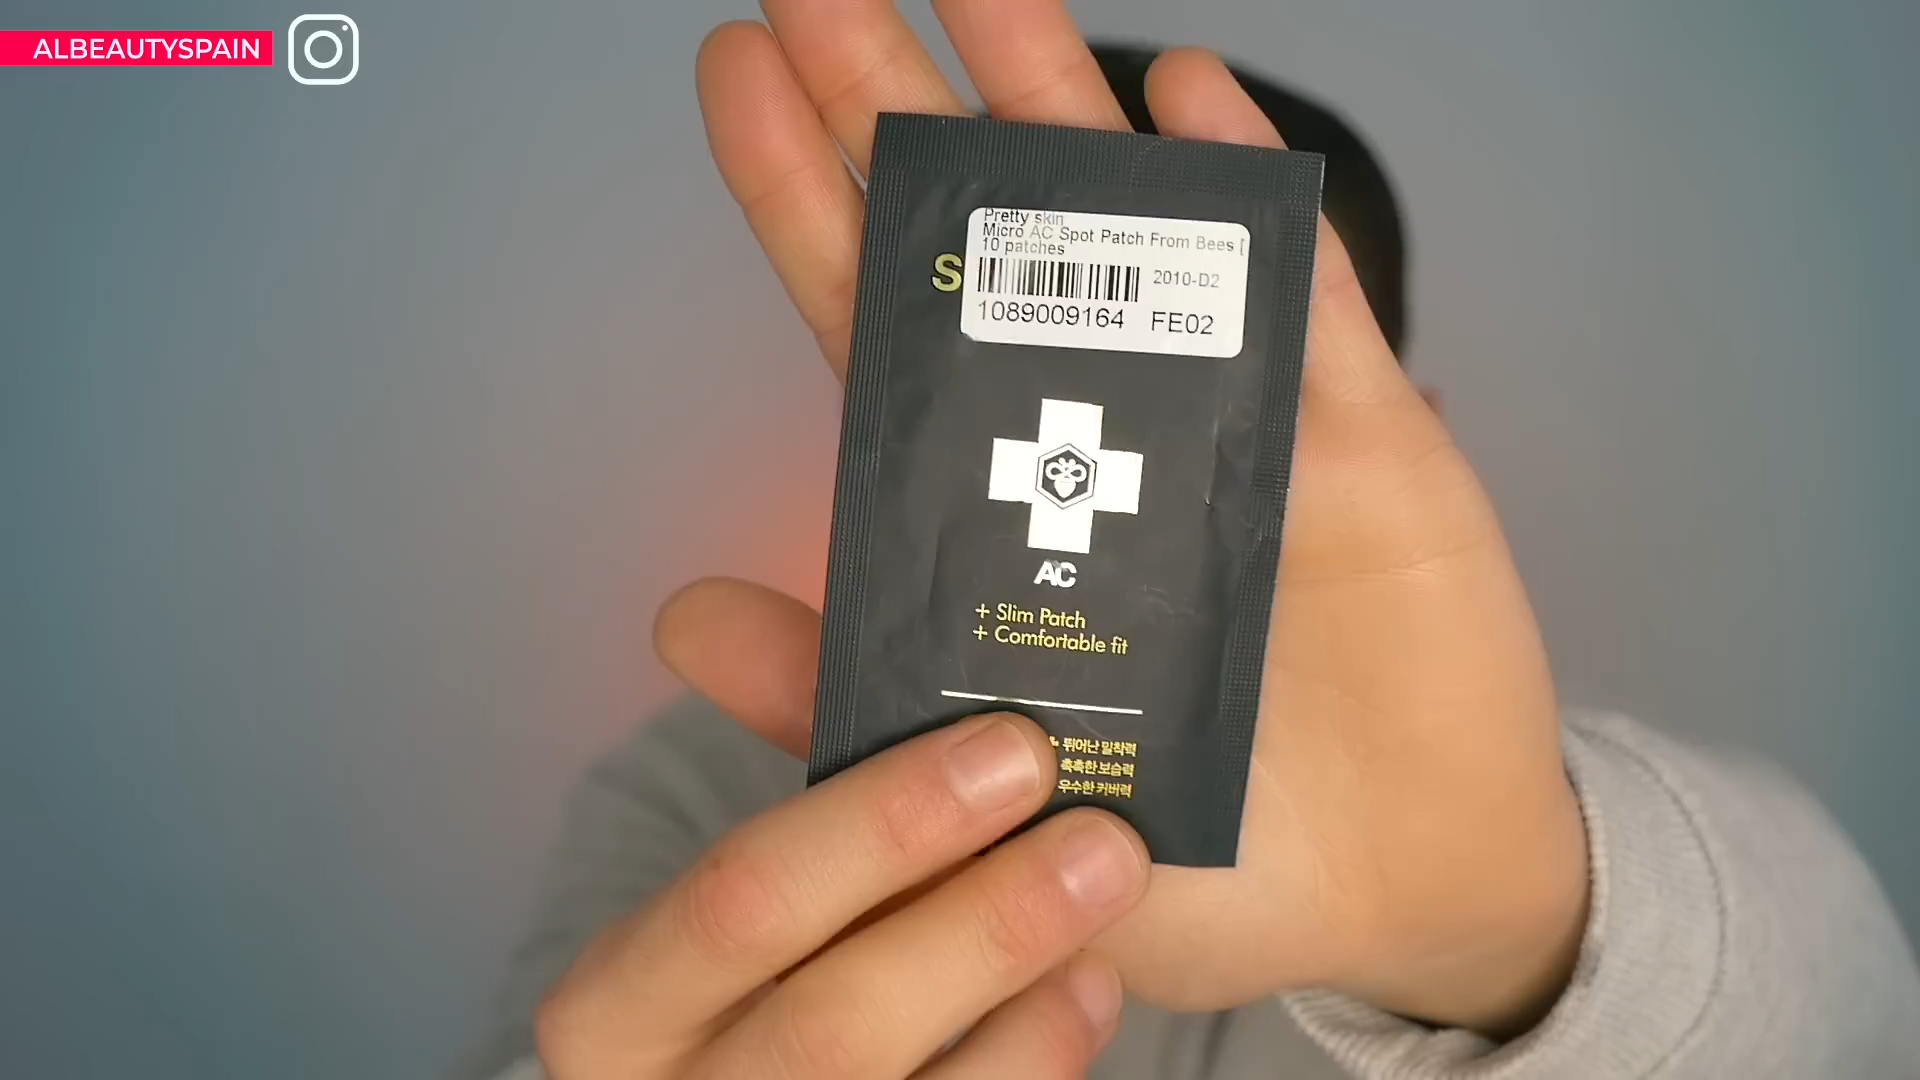 ALBEAUTYSPAIN
Pretty skin
Micro AC Spot Patch From Bees [
10 patches
2010-D2
1089009164 FE02
S
AC
+ Slim Patch
+ Comfortable fit
뛰어난 밀착력
촉촉한 보습력
우수한 커버력